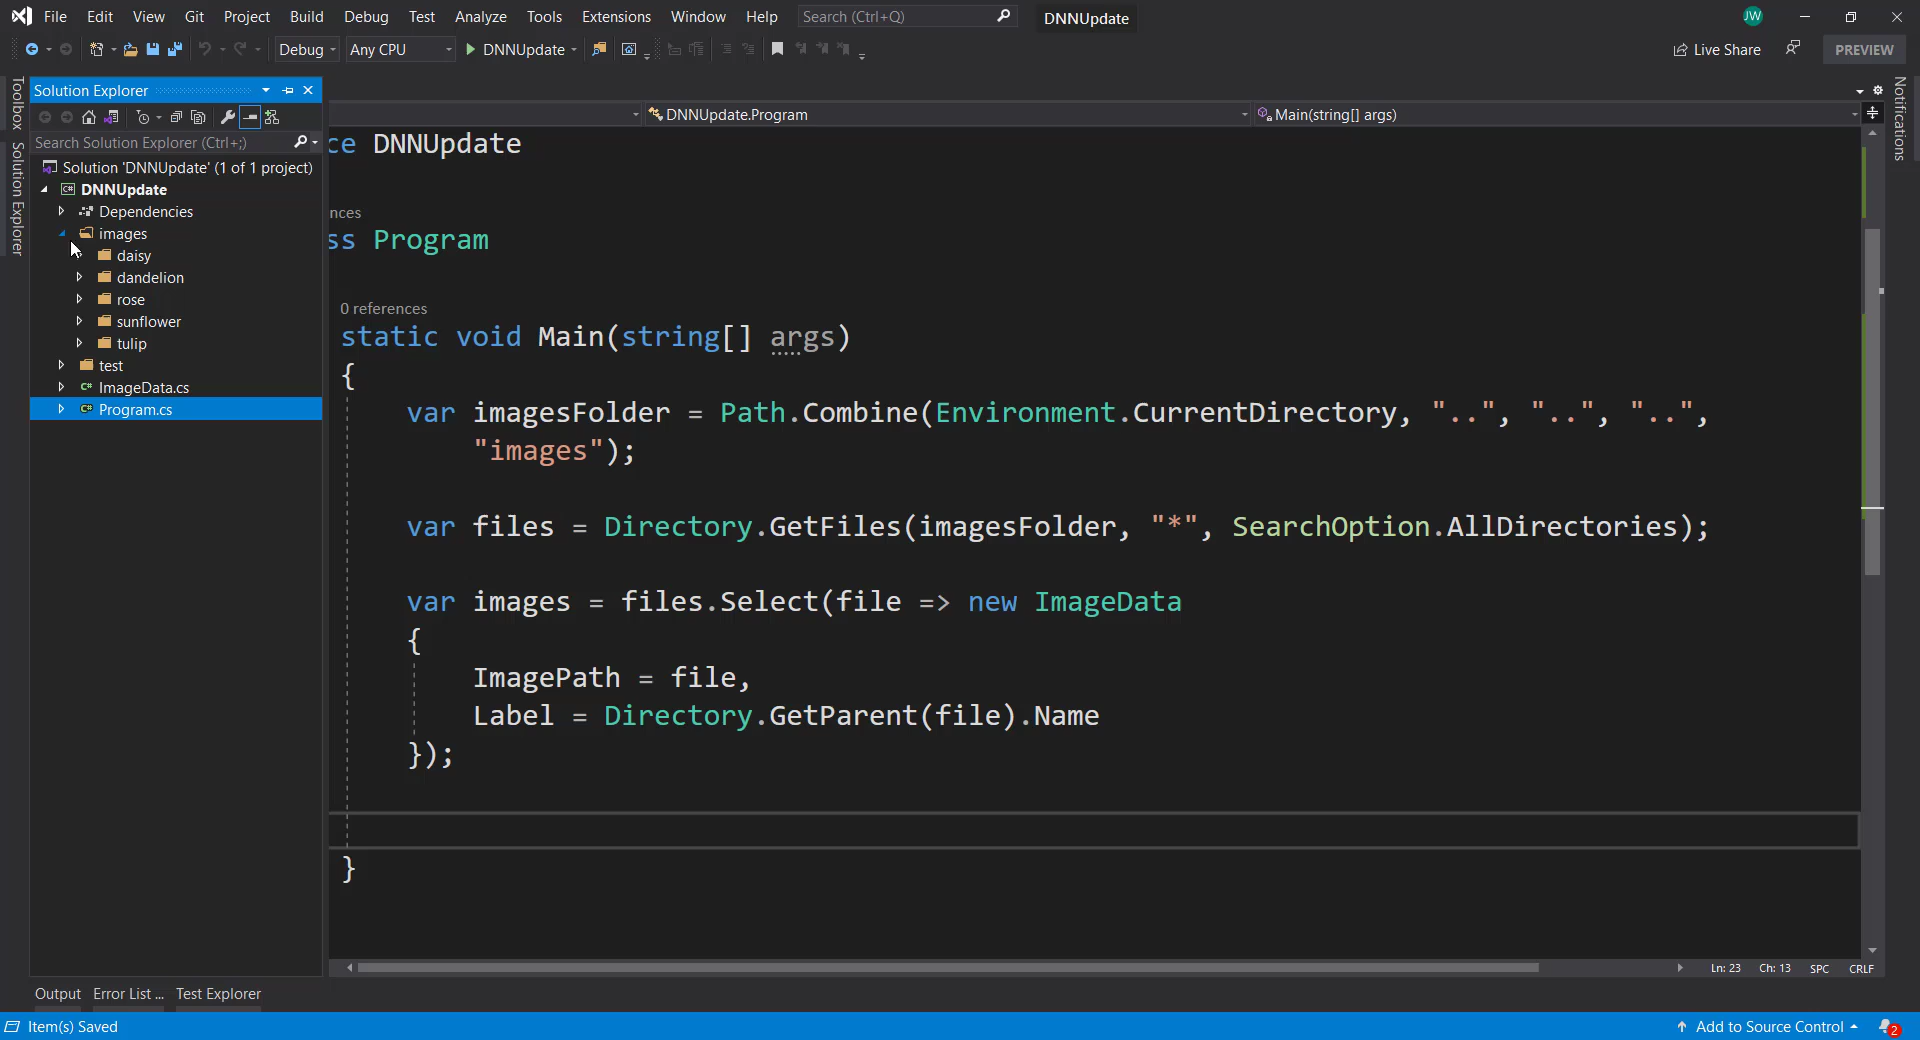 File Edit View Git Project Build Debug Test Analyze Tools Extensions Window Help Search (Ctrl+Q) DNNUpdate JW
Debug Any CPU DNNUpdate Live Share PREVIEW
Toolbox
Solution Explorer
Solution Explorer
Search Solution Explorer (Ctrl+;)
Solution 'DNNUpdate' (1 of 1 project)
C# DNNUpdate
Dependencies
images
daisy
dandelion
rose
sunflower
tulip
test
C# ImageData.cs
C# Program.cs
DNNUpdate.Program Main(string[] args)
ce DNNUpdate
nces
ss Program
0 references
static void Main(string[] args)
{
var imagesFolder = Path.Combine(Environment.CurrentDirectory, "..", "..", "..",
"images");
var files = Directory.GetFiles(imagesFolder, "*", SearchOption.AllDirectories);
var images = files.Select(file => new ImageData
{
ImagePath = file,
Label = Directory.GetParent(file).Name
});
}
Notifications
Ln: 23 Ch: 13 SPC CRLF
Output Error List ... Test Explorer
Item(s) Saved Add to Source Control 2